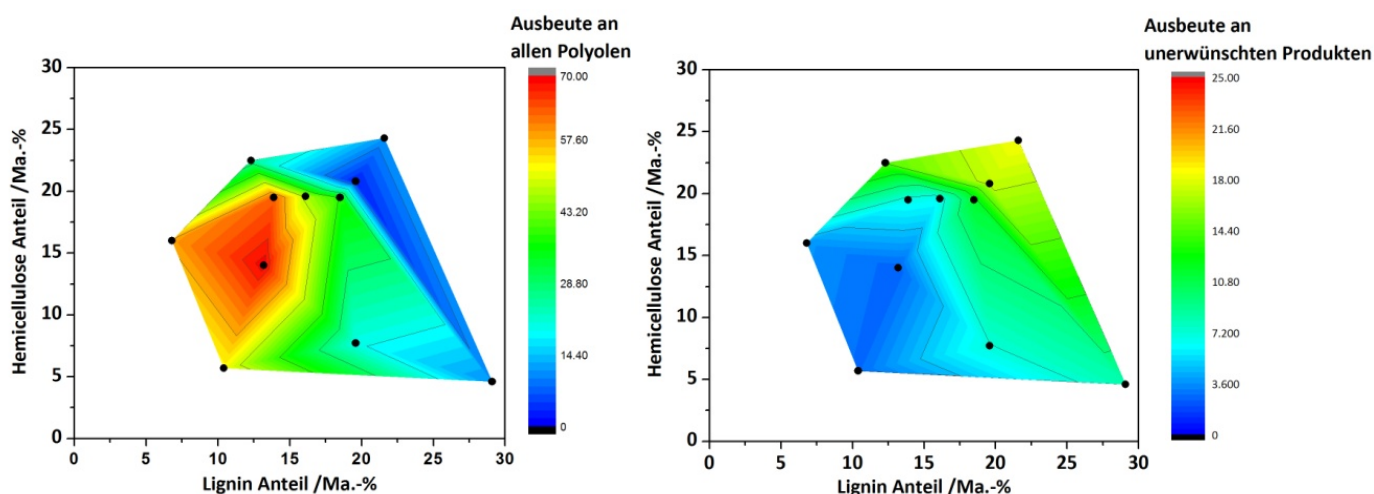 Ausbeute an
allen Polyolen
70.00
57.60
43.20
28.80
14.40
0
30
25
20
15
10
5
0
Hemicellulose Anteil /Ma.-%
0 5 10 15 20 25 30
Lignin Anteil /Ma.-%
Ausbeute an
unerwünschten Produkten
25.00
21.60
18.00
14.40
10.80
7.200
3.600
0
30
25
20
15
10
5
0
Hemicellulose Anteil /Ma.-%
0 5 10 15 20 25 30
Lignin Anteil /Ma.-%